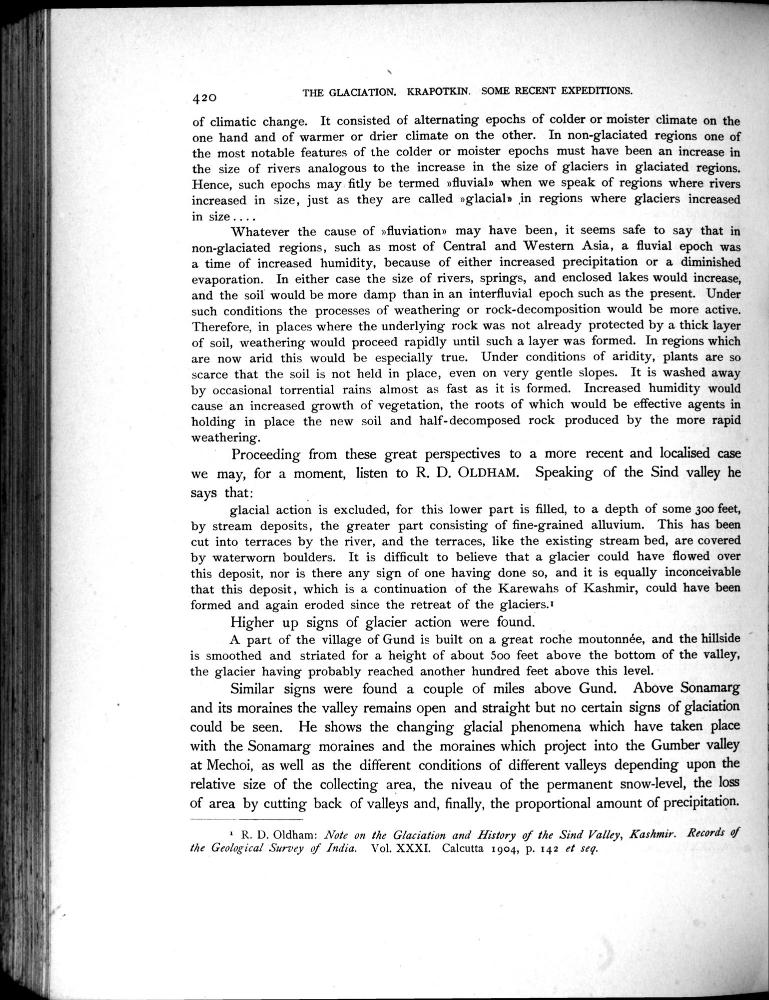 420
THE GLACIATION. KRAPOTKIN. SOME RECENT EXPEDITIONS.
of climatic change. It consisted of alternating epochs of colder or moister climate on the
one hand and of warmer or drier climate on the other. In non-glaciated regions one of
the most notable features of the colder or moister epochs must have been an increase in
the size of rivers analogous to the increase in the size of glaciers in glaciated regions.
Hence, such epochs may fitly be termed »fluvial» when we speak of regions where rivers
increased in size, just as they are called »glacial» in regions where glaciers increased
in size....
Whatever the cause of »fluviation» may have been, it seems safe to say that in
non-glaciated regions, such as most of Central and Western Asia, a fluvial epoch was
a time of increased humidity, because of either increased precipitation or a diminished
evaporation. In either case the size of rivers, springs, and enclosed lakes would increase,
and the soil would be more damp than in an interfluvial epoch such as the present. Under
such conditions the processes of weathering or rock-decomposition would be more active.
Therefore, in places where the underlying rock was not already protected by a thick layer
of soil, weathering would proceed rapidly until such a layer was formed. In regions which
are now arid this would be especially true. Under conditions of aridity, plants are so
scarce that the soil is not held in place, even on very gentle slopes. It is washed away
by occasional torrential rains almost as fast as it is formed. Increased humidity would
cause an increased growth of vegetation, the roots of which would be effective agents in
holding in place the new soil and half-decomposed rock produced by the more rapid
weathering.
Proceeding from these great perspectives to a more recent and localised case
we may, for a moment, listen to R. D. OLDHAM. Speaking of the Sind valley he
says that:
glacial action is excluded, for this lower part is filled, to a depth of some 300 feet,
by stream deposits, the greater part consisting of fine-grained alluvium. This has been
cut into terraces by the river, and the terraces, like the existing stream bed, are covered
by waterworn boulders. It is difficult to believe that a glacier could have flowed over
this deposit, nor is there any sign of one having done so, and it is equally inconceivable
that this deposit, which is a continuation of the Karewahs of Kashmir, could have been
formed and again eroded since the retreat of the glaciers.¹
Higher up signs of glacier action were found.
A part of the village of Gund is built on a great roche moutonnée, and the hillside
is smoothed and striated for a height of about 500 feet above the bottom of the valley,
the glacier having probably reached another hundred feet above this level.
Similar signs were found a couple of miles above Gund. Above Sonamarg
and its moraines the valley remains open and straight but no certain signs of glaciation
could be seen. He shows the changing glacial phenomena which have taken place
with the Sonamarg moraines and the moraines which project into the Gumber valley
at Mechoi, as well as the different conditions of different valleys depending upon the
relative size of the collecting area, the niveau of the permanent snow-level, the loss
of area by cutting back of valleys and, finally, the proportional amount of precipitation.
¹ R. D. Oldham: Note on the Glaciation and History of the Sind Valley, Kashmir. Records of
the Geological Survey of India. Vol. XXXI. Calcutta 1904, p. 142 et seq.